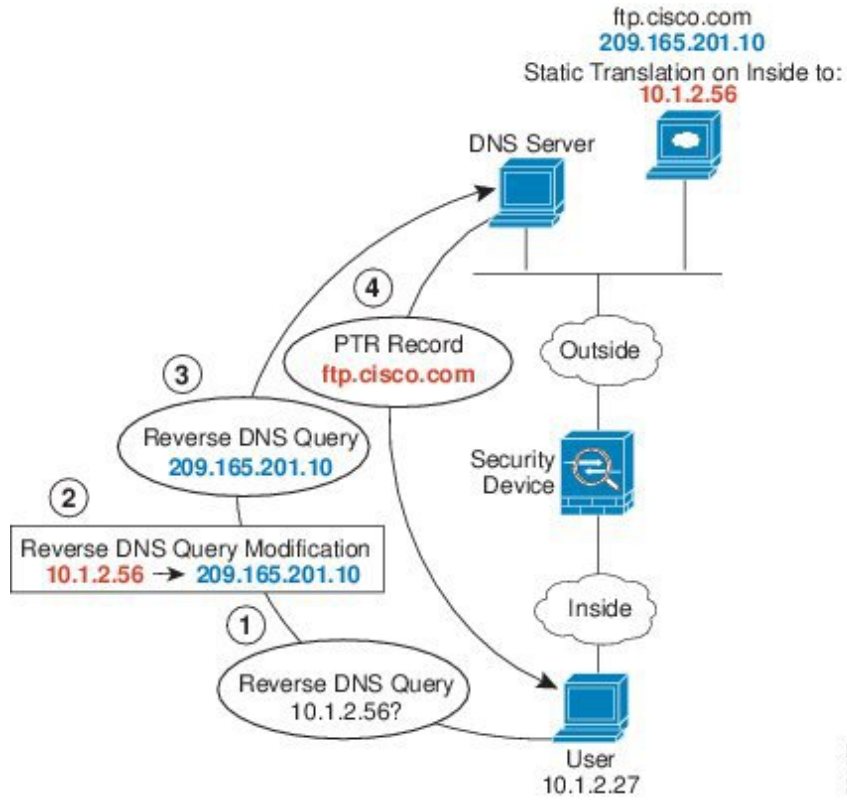 ftp.cisco.com
209.165.201.10
Static Translation on Inside to:
10.1.2.56
DNS Server
4
PTR Record
ftp.cisco.com
Outside
3
Reverse DNS Query
209.165.201.10
Security
Device
2
Reverse DNS Query Modification
10.1.2.56 → 209.165.201.10
Inside
1
Reverse DNS Query
10.1.2.56?
User
10.1.2.27